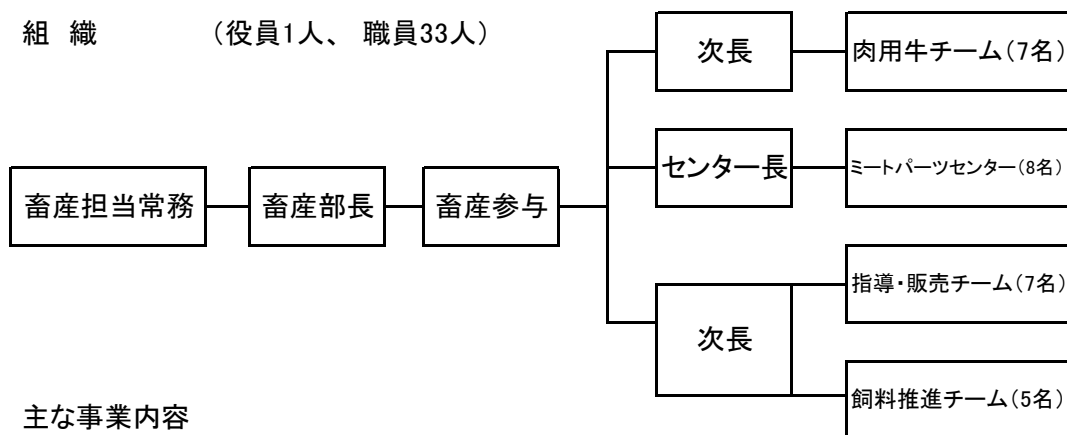 組 織 （役員1人、 職員33人）
次長
肉用牛チーム（7名）
センター長
ミートパーツセンター（8名）
畜産担当常務
畜産部長
畜産参与
指導・販売チーム（7名）
次長
飼料推進チーム（5名）
主な事業内容